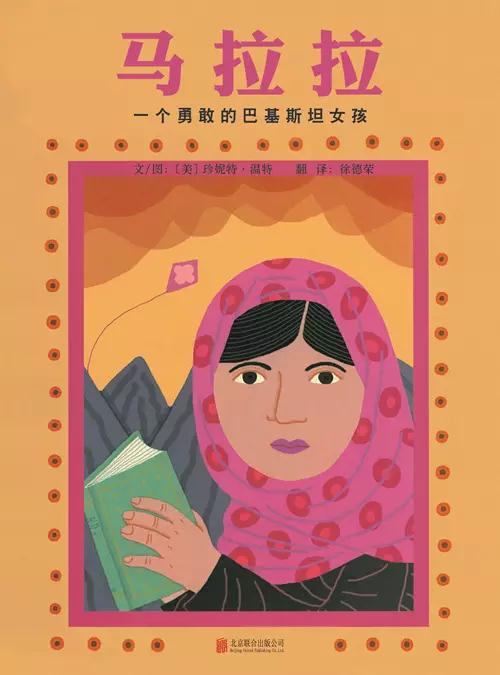 马拉拉
一个勇敢的巴基斯坦女孩
文/图：［美］珍妮特·温特 翻 译：徐德荣
北京联合出版公司
Beijing United Publishing Co.,Ltd.